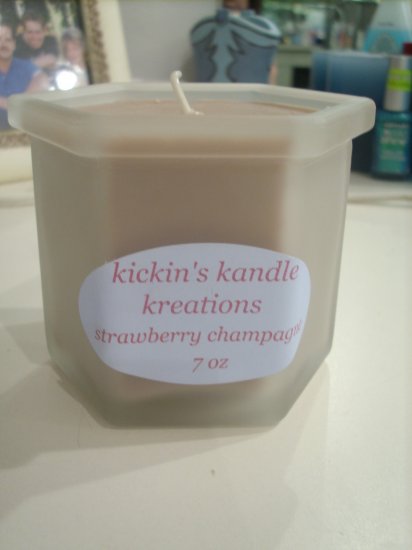 kickin's kandle
kreations
strawberry champagn
7 oz